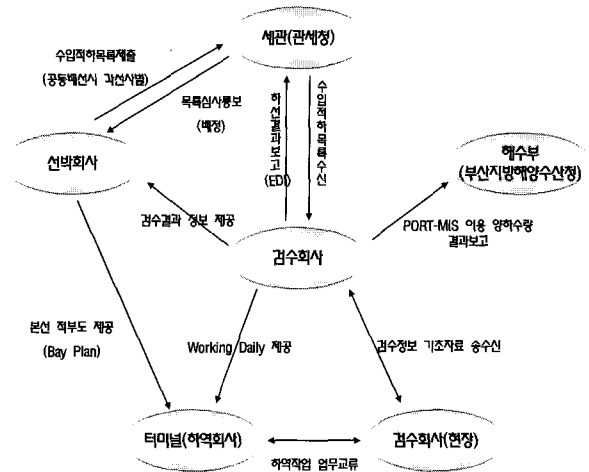 세관(관세청)
수입적하목록제출
(공동배선시 각선사별)
목록심사통보
(배정)
하선결과보고(EDI)
수입적하목록수신
선박회사
해수부
(부산지방해양수산청)
검수결과 정보 제공
PORT-MIS 이용 양하수량
결과보고
검수회사
본선 적부도 제공
(Bay Plan)
Working Daily 제공
검수정보 기초자료 송수신
터미널(하역회사)
검수회사(현장)
하역작업 업무교류